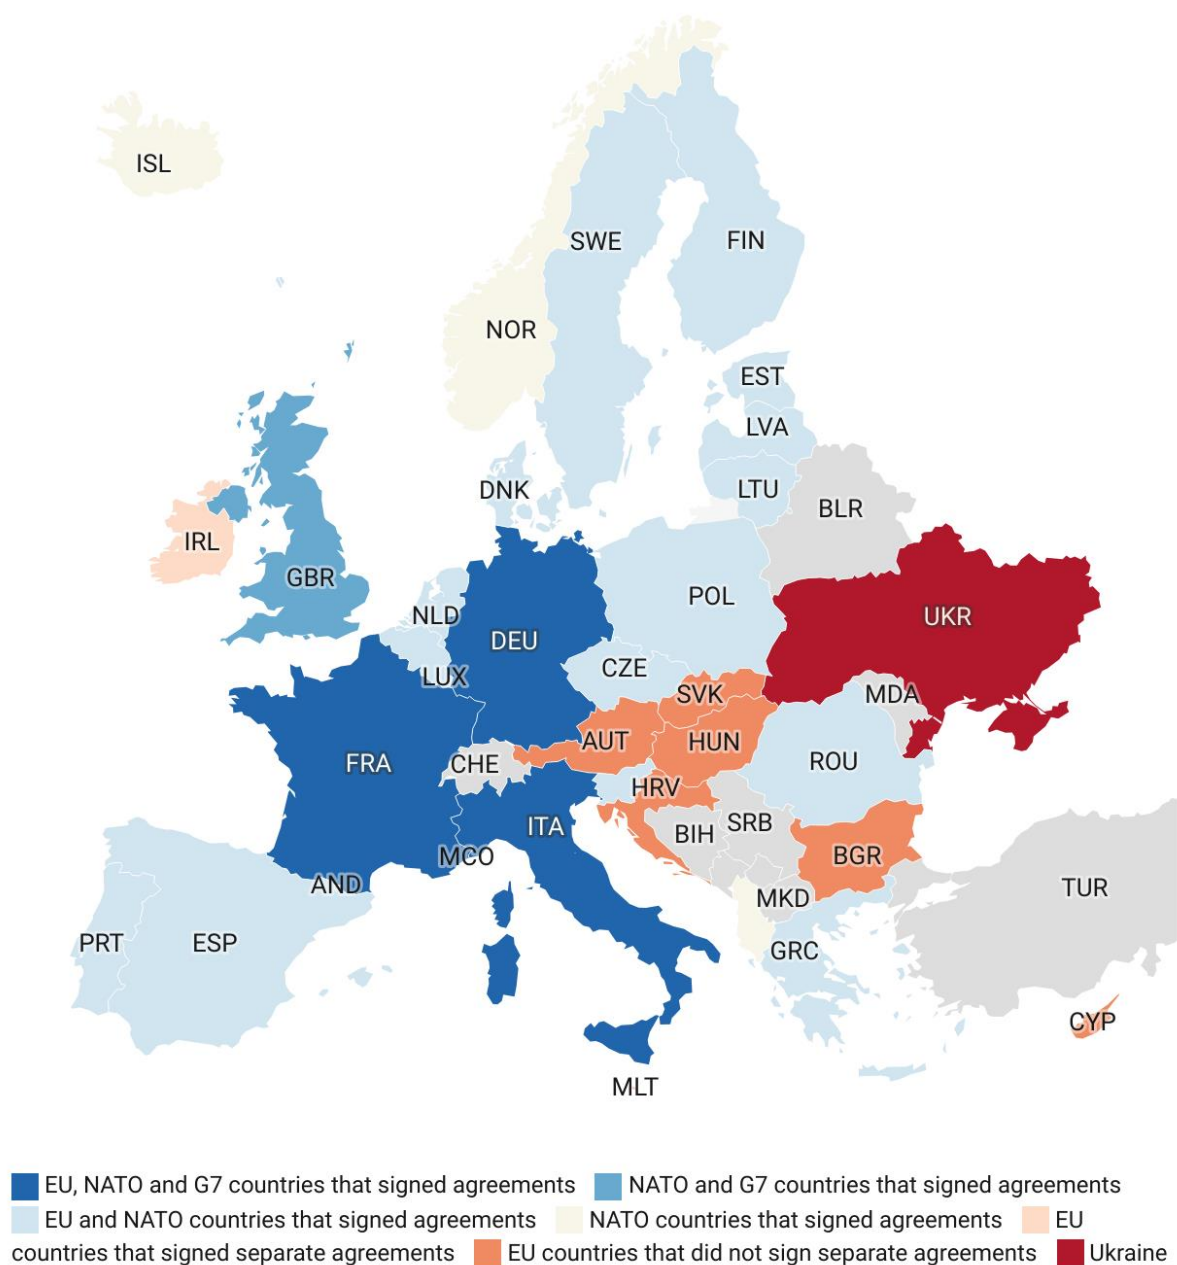 ISL
SWE
FIN
NOR
EST
LVA
DNK
LTU
BLR
IRL
GBR
POL
NLD
UKR
DEU
CZE
LUX
SVK
MDA
AUT
HUN
FRA
CHE
ROU
HRV
ITA
SRB
BIH
MCO
BGR
AND
TUR
MKD
PRT
ESP
GRC
CYP
MLT
EU, NATO and G7 countries that signed agreements NATO and G7 countries that signed agreements
EU and NATO countries that signed agreements NATO countries that signed agreements EU
countries that signed separate agreements EU countries that did not sign separate agreements Ukraine